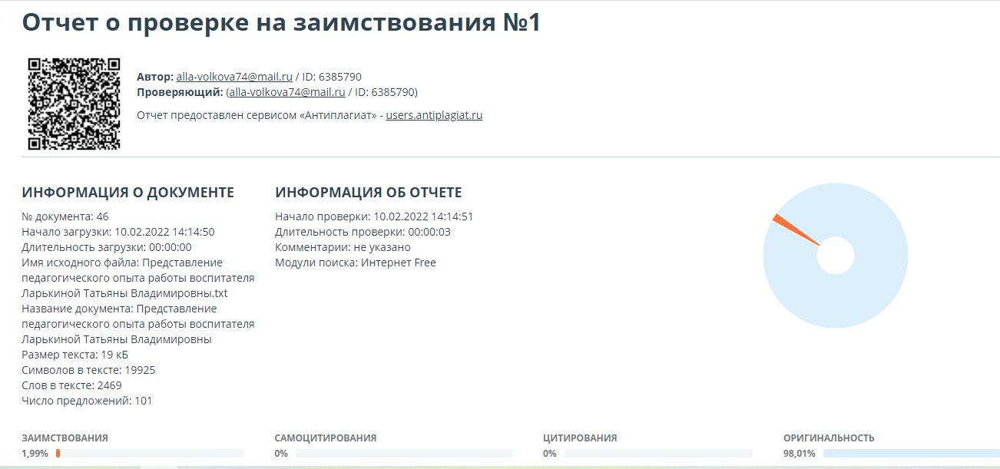 Отчет о проверке на заимствования №1
Автор: alla-volkova74@mail.ru / ID: 6385790
Проверяющий: (alla-volkova74@mail.ru / ID: 6385790)
Отчет предоставлен сервисом «Антиплагиат» - users.antiplagiat.ru
ИНФОРМАЦИЯ О ДОКУМЕНТЕ
№ документа: 46
Начало загрузки: 10.02.2022 14:14:50
Длительность загрузки: 00:00:00
Имя исходного файла: Представление
педагогического опыта работы воспитателя
Ларькиной Татьяны Владимировны.txt
Название документа: Представление
педагогического опыта работы воспитателя
Ларькиной Татьяны Владимировны
Размер текста: 19 кБ
Символов в тексте: 19925
Слов в тексте: 2469
Число предложений: 101
ИНФОРМАЦИЯ ОБ ОТЧЕТЕ
Начало проверки: 10.02.2022 14:14:51
Длительность проверки: 00:00:03
Комментарии: не указано
Модули поиска: Интернет Free
ЗАИМСТВОВАНИЯ
1,99%
САМОЦИТИРОВАНИЯ
0%
ЦИТИРОВАНИЯ
0%
ОРИГИНАЛЬНОСТЬ
98,01%